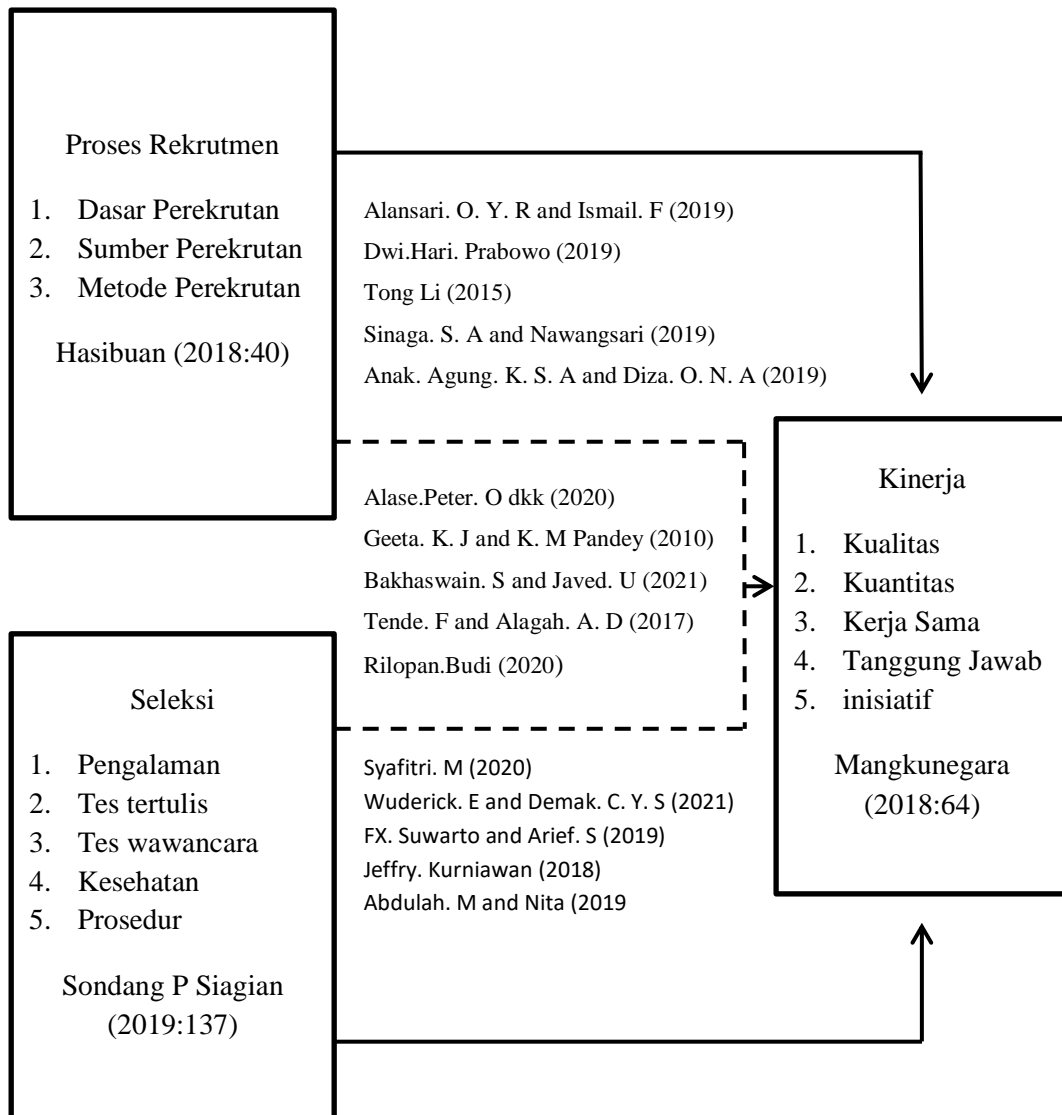 Proses Rekrutmen
1. Dasar Perekrutan
2. Sumber Perekrutan
3. Metode Perekrutan
Hasibuan (2018:40)
Alansari. O. Y. R and Ismail. F (2019)
Dwi.Hari. Prabowo (2019)
Tong Li (2015)
Sinaga. S. A and Nawangsari (2019)
Anak. Agung. K. S. A and Diza. O. N. A (2019)
Alase.Peter. O dkk (2020)
Geeta. K. J and K. M Pandey (2010)
Bakhaswain. S and Javed. U (2021)
Tende. F and Alagah. A. D (2017)
Rilopan.Budi (2020)
Kinerja
1. Kualitas
2. Kuantitas
3. Kerja Sama
4. Tanggung Jawab
5. inisiatif
Mangkunegara
(2018:64)
Seleksi
1. Pengalaman
2. Tes tertulis
3. Tes wawancara
4. Kesehatan
5. Prosedur
Sondang P Siagian
(2019:137)
Syafitri. M (2020)
Wuderick. E and Demak. C. Y. S (2021)
FX. Suwarto and Arief. S (2019)
Jeffry. Kurniawan (2018)
Abdulah. M and Nita (2019